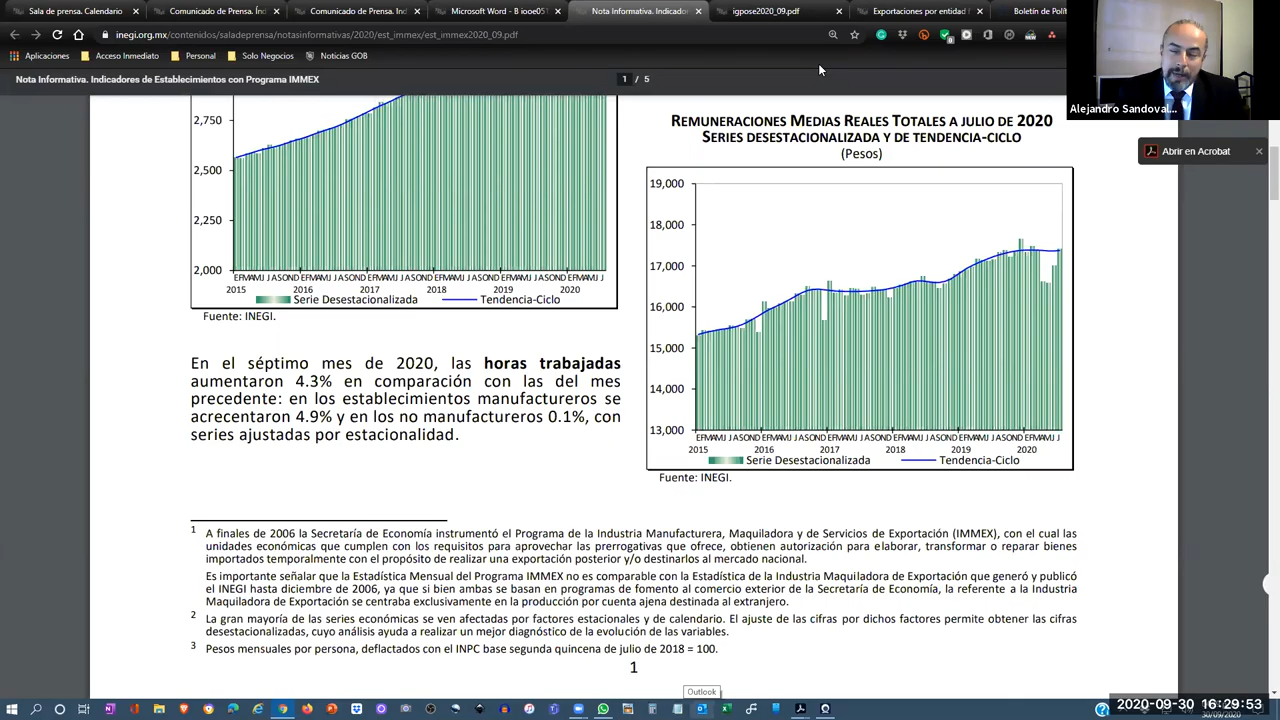 Sala de prensa. Calendario
Comunicado de Prensa. Índ
Comunicado de Prensa. Índ
Microsoft Word - B iooe051
Nota Informativa. Indicadores d
igpose2020_09.pdf
Exportaciones por entidad f
Boletín de Polít
inegi.org.mx/contenidos/saladeprensa/notasinformativas/2020/est_immex/est_immex2020_09.pdf
Aplicaciones
Acceso Inmediato
Personal
Solo Negocios
Noticias GOB
Alejandro Sandoval...
Nota Informativa. Indicadores de Establecimientos con Programa IMMEX
1 / 5
Abrir en Acrobat
2,750
2,500
2,250
2,000
2015 2016 2017 2018 2019 2020
Serie Desestacionalizada Tendencia-Ciclo
Fuente: INEGI.
En el séptimo mes de 2020, las horas trabajadas
aumentaron 4.3% en comparación con las del mes
precedente: en los establecimientos manufactureros se
acrecentaron 4.9% y en los no manufactureros 0.1%, con
series ajustadas por estacionalidad.
REMUNERACIONES MEDIAS REALES TOTALES A JULIO DE 2020
SERIES DESESTACIONALIZADA Y DE TENDENCIA-CICLO
(Pesos)
19,000
18,000
17,000
16,000
15,000
14,000
13,000
2015 2016 2017 2018 2019 2020
Serie Desestacionalizada Tendencia-Ciclo
Fuente: INEGI.
1 A finales de 2006 la Secretaría de Economía instrumentó el Programa de la Industria Manufacturera, Maquiladora y de Servicios de Exportación (IMMEX), con el cual las
unidades económicas que cumplen con los requisitos para aprovechar las prerrogativas que ofrece, obtienen autorización para elaborar, transformar o reparar bienes
importados temporalmente con el propósito de realizar una exportación posterior y/o destinarlos al mercado nacional.
Es importante señalar que la Estadística Mensual del Programa IMMEX no es comparable con la Estadística de la Industria Maquiladora de Exportación que generó y publicó
el INEGI hasta diciembre de 2006, ya que si bien ambas se basan en programas de fomento al comercio exterior de la Secretaría de Economía, la referente a la Industria
Maquiladora de Exportación se centraba exclusivamente en la producción por cuenta ajena destinada al extranjero.
2 La gran mayoría de las series económicas se ven afectadas por factores estacionales y de calendario. El ajuste de las cifras por dichos factores permite obtener las cifras
desestacionalizadas, cuyo análisis ayuda a realizar un mejor diagnóstico de la evolución de las variables.
3 Pesos mensuales por persona, deflactados con el INPC base segunda quincena de julio de 2018 = 100.
1
Outlook
2020-09-30 16:29:53
30/09/2020